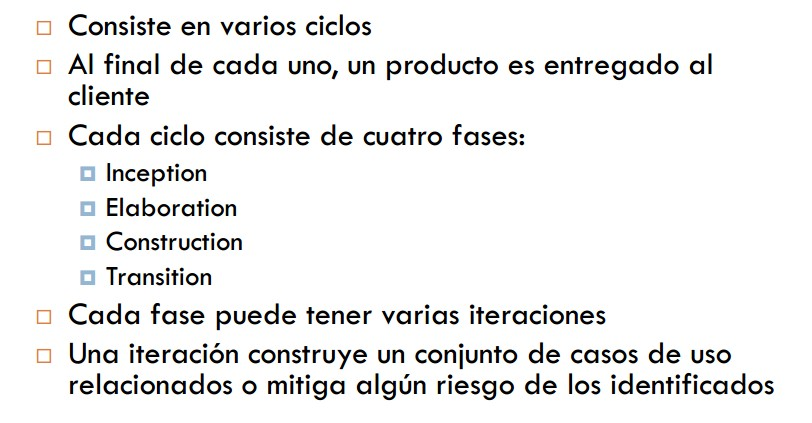 Consiste en varios ciclos
Al final de cada uno, un producto es entregado al
cliente
Cada ciclo consiste de cuatro fases:
Inception
Elaboration
Construction
Transition
Cada fase puede tener varias iteraciones
Una iteración construye un conjunto de casos de uso
relacionados o mitiga algún riesgo de los identificados